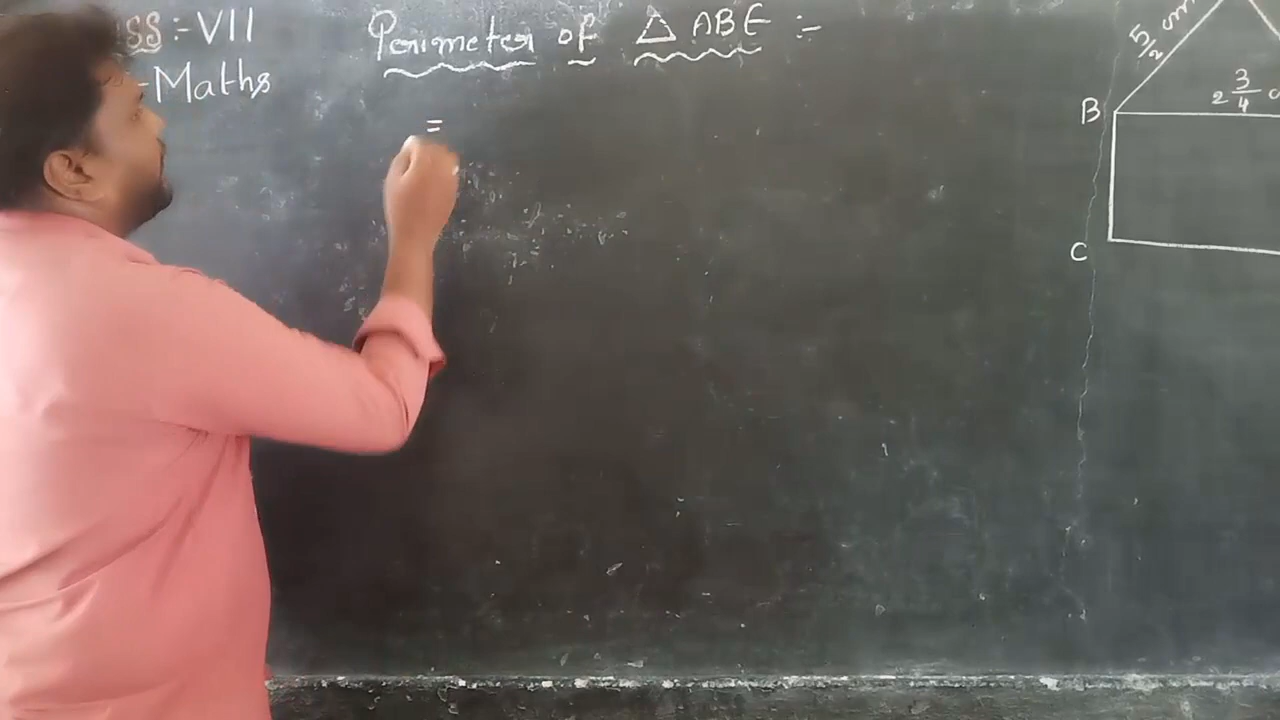 SS :- VII
-Maths
Perimeter of △ ABE :-
=
5/2 cm
B
2 3/4
C